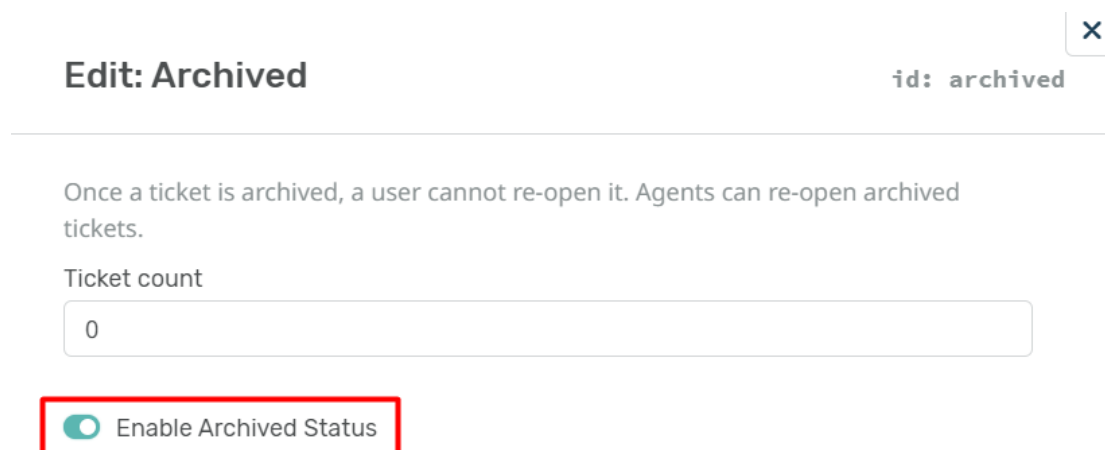 Edit: Archived
id: archived
Once a ticket is archived, a user cannot re-open it. Agents can re-open archived
tickets.
Ticket count
0
Enable Archived Status